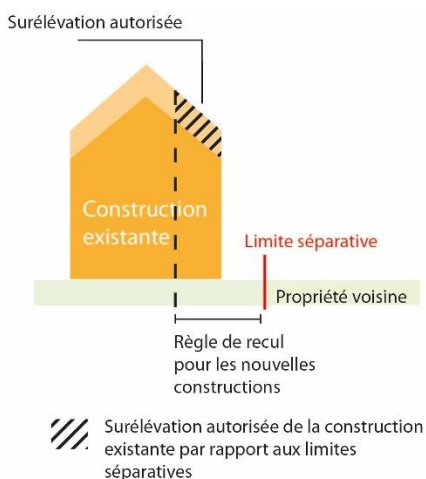 Surélévation autorisée
Construction
existante
Limite séparative
Propriété voisine
Règle de recul
pour les nouvelles
constructions
Surélévation autorisée de la construction
existante par rapport aux limites
séparatives